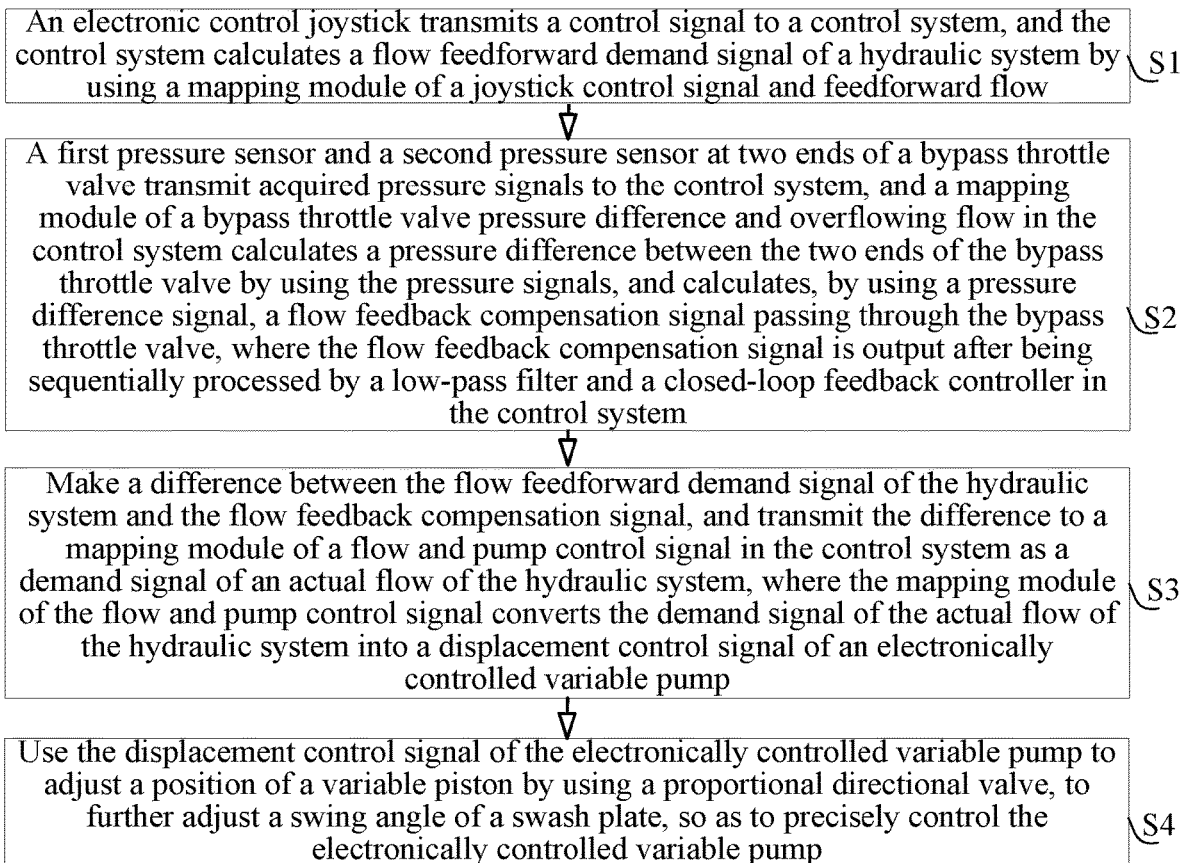 An electronic control joystick transmits a control signal to a control system, and the
control system calculates a flow feedforward demand signal of a hydraulic system by
using a mapping module of a joystick control signal and feedforward flow
S1
A first pressure sensor and a second pressure sensor at two ends of a bypass throttle
valve transmit acquired pressure signals to the control system, and a mapping
module of a bypass throttle valve pressure difference and overflowing flow in the
control system calculates a pressure difference between the two ends of the bypass
throttle valve by using the pressure signals, and calculates, by using a pressure
difference signal, a flow feedback compensation signal passing through the bypass
throttle valve, where the flow feedback compensation signal is output after being
sequentially processed by a low-pass filter and a closed-loop feedback controller in
the control system
S2
Make a difference between the flow feedforward demand signal of the hydraulic
system and the flow feedback compensation signal, and transmit the difference to a
mapping module of a flow and pump control signal in the control system as a
demand signal of an actual flow of the hydraulic system, where the mapping module
of the flow and pump control signal converts the demand signal of the actual flow of
the hydraulic system into a displacement control signal of an electronically
controlled variable pump
S3
Use the displacement control signal of the electronically controlled variable pump to
adjust a position of a variable piston by using a proportional directional valve, to
further adjust a swing angle of a swash plate, so as to precisely control the
electronically controlled variable pump
S4